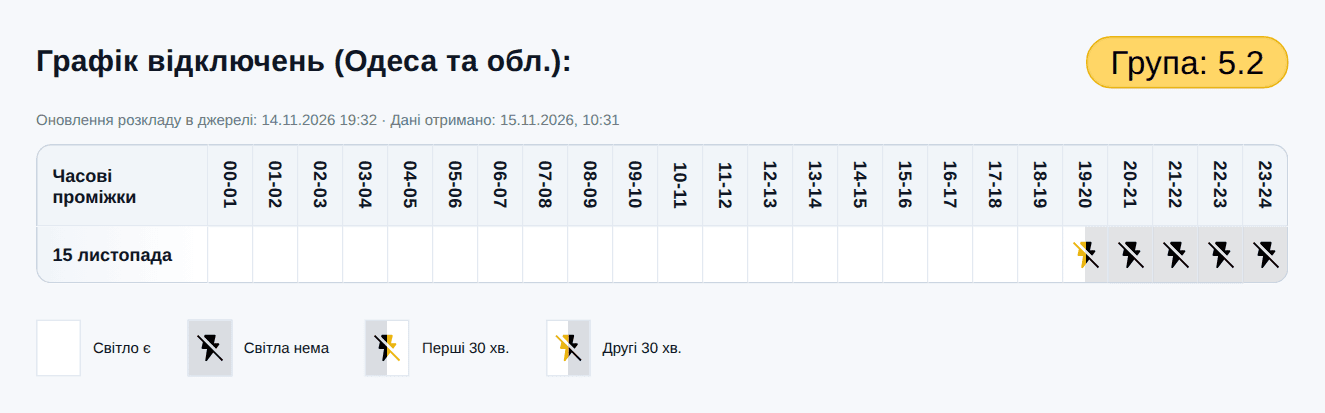 Графік відключень (Одеса та обл.):
Група: 5.2
Оновлення розкладу в джерелі: 14.11.2026 19:32 · Дані отримано: 15.11.2026, 10:31
Часові
проміжки
00-01
01-02
02-03
03-04
04-05
05-06
06-07
07-08
08-09
09-10
10-11
11-12
12-13
13-14
14-15
15-16
16-17
17-18
18-19
19-20
20-21
21-22
22-23
23-24
15 листопада
Світло є
Світла нема
Перші 30 хв.
Другі 30 хв.